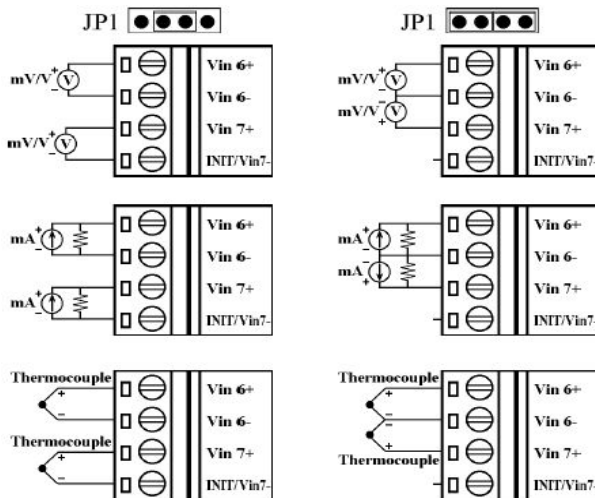 JP1
mV/V
+
-
V
mV/V
+
-
V
Vin 6+
Vin 6-
Vin 7+
INIT/Vin7-
mA
+
-
mA
+
-
Vin 6+
Vin 6-
Vin 7+
INIT/Vin7-
Thermocouple
+
-
Thermocouple
+
-
Vin 6+
Vin 6-
Vin 7+
INIT/Vin7-
JP1
mV/V
+
-
V
mV/V
-
+
V
Vin 6+
Vin 6-
Vin 7+
INIT/Vin7-
mA
+
-
mA
-
+
Vin 6+
Vin 6-
Vin 7+
INIT/Vin7-
Thermocouple
+
-
-
+
Thermocouple
Vin 6+
Vin 6-
Vin 7+
INIT/Vin7-